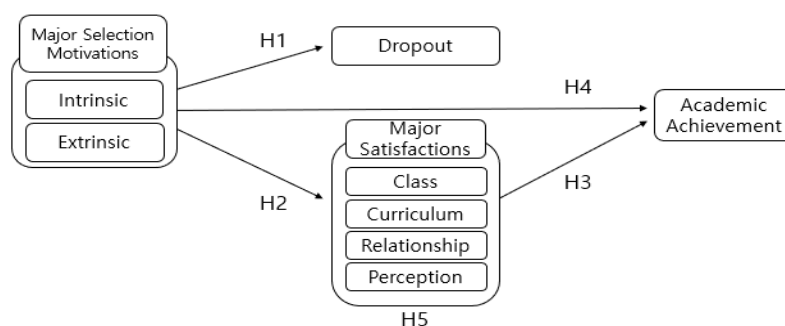 Major Selection
Motivations
Intrinsic
Extrinsic
H1
Dropout
H4
Academic
Achievement
H2
Major
Satisfactions
Class
Curriculum
Relationship
Perception
H3
H5